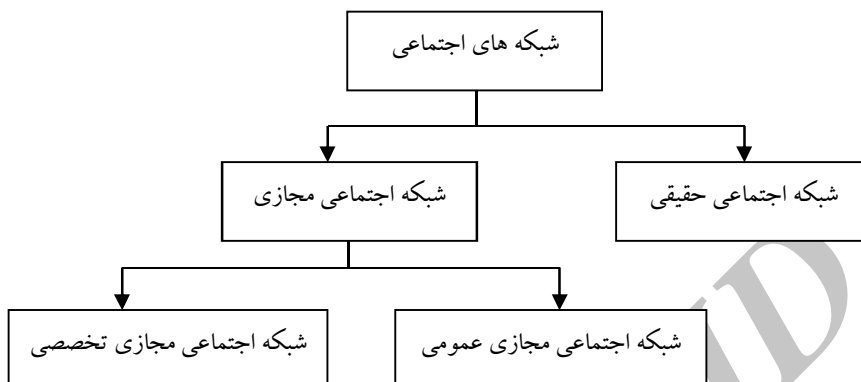 شبکه های اجتماعی
شبکه اجتماعی حقیقی
شبکه اجتماعی مجازی
شبکه اجتماعی مجازی عمومی
شبکه اجتماعی مجازی تخصصی